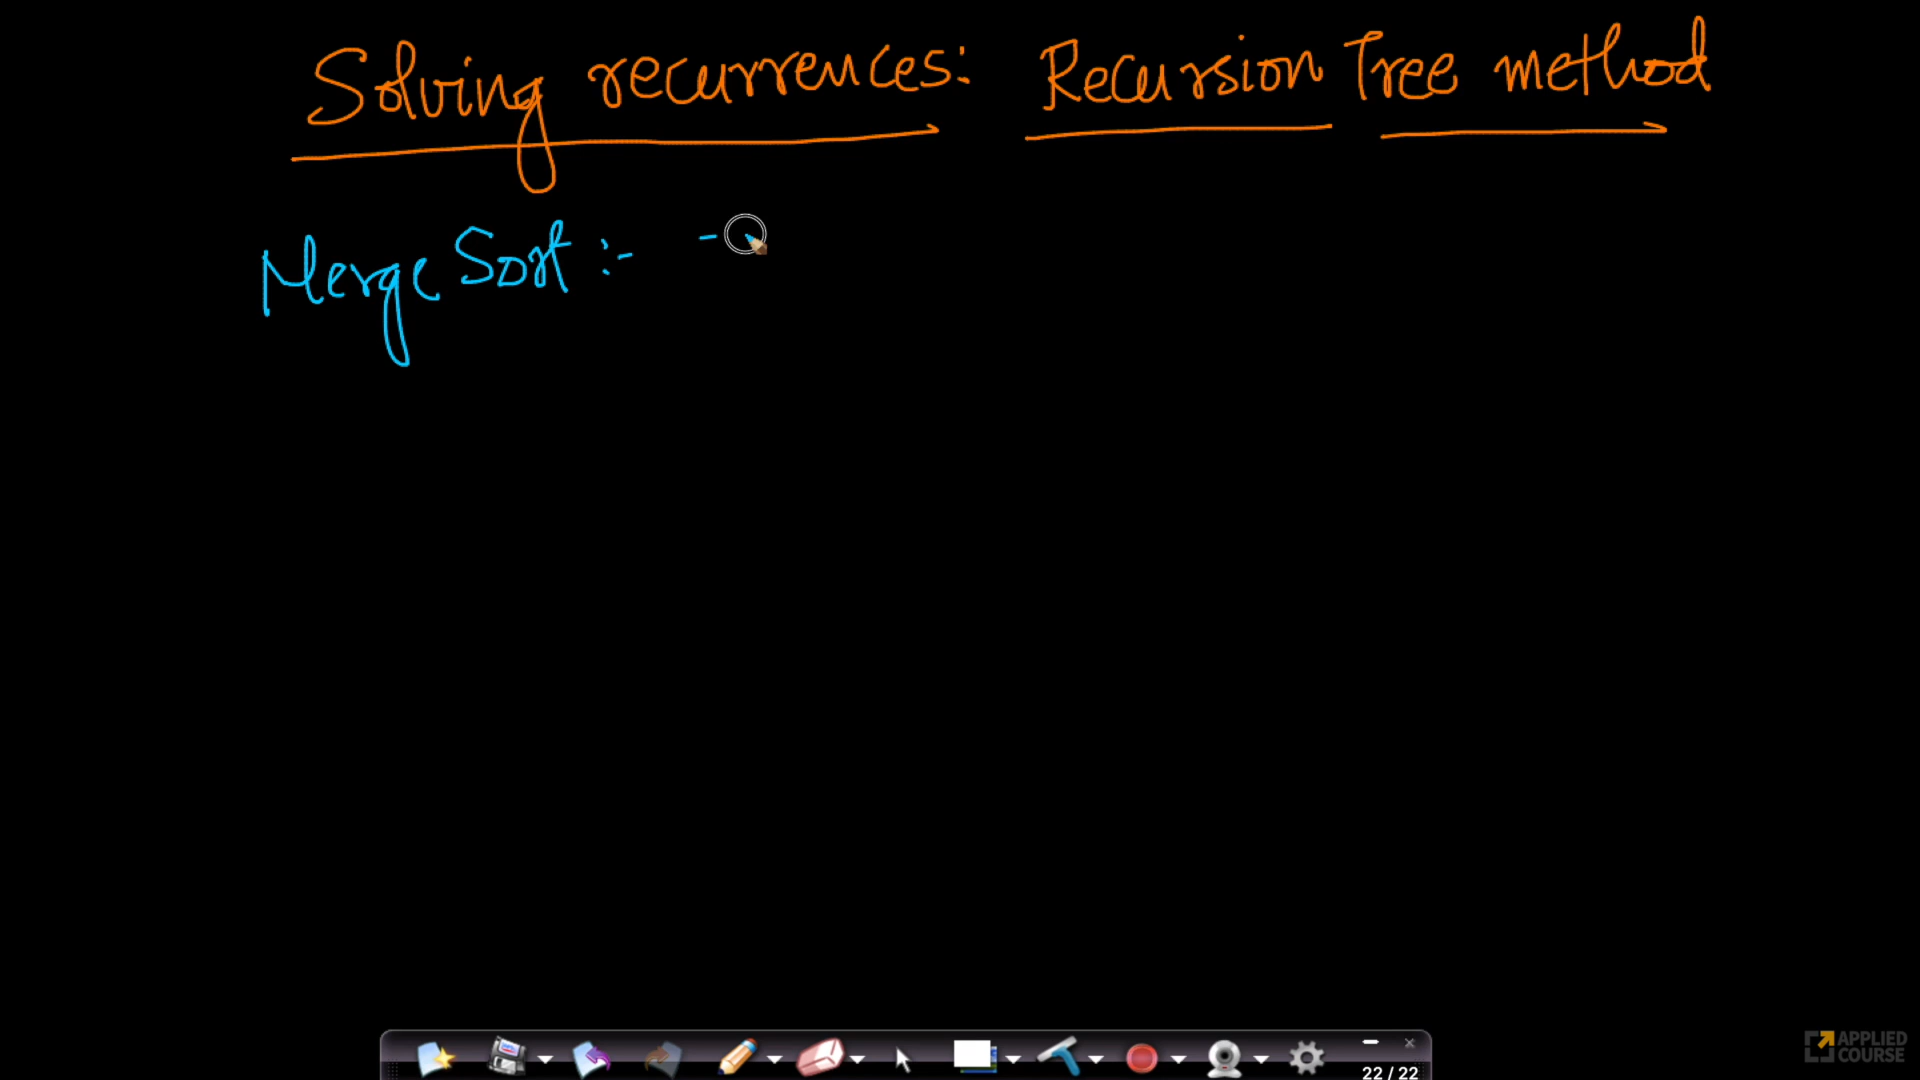 Solving recurrences: Recursion Tree method
Merge Sort :- -
22 / 22
APPLIED
COURSE